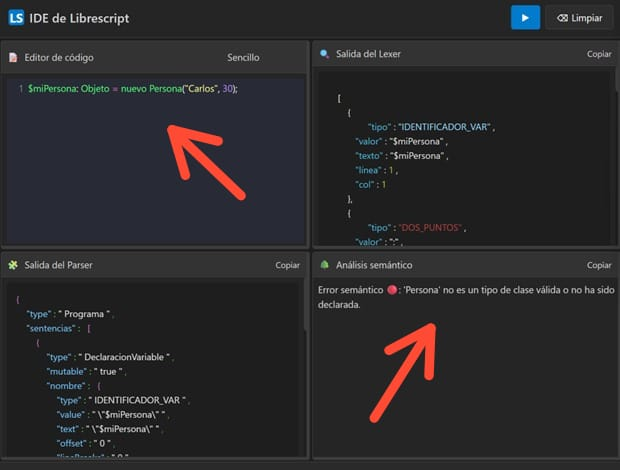 LS IDE de Librescript
Limpiar
Editor de código Sencillo
1 $miPersona: Objeto = nuevo Persona("Carlos", 30);
Salida del Lexer Copiar
[
{
"tipo" : "IDENTIFICADOR_VAR" ,
"valor" : "$miPersona" ,
"texto" : "$miPersona" ,
"línea" : 1 ,
"col" : 1
},
{
"tipo" : "DOS_PUNTOS" ,
"valor" : ":" ,
Salida del Parser Copiar
{
"type" : " Programa " ,
"sentencias" : [
{
"type" : " DeclaracionVariable " ,
"mutable" : " true " ,
"nombre" : {
"type" : " IDENTIFICADOR_VAR " ,
"value" : " \"$miPersona\" " ,
"text" : " \"$miPersona\" " ,
"offset" : " 0 " ,
"lineBreaks" : " 0 "
Análisis semántico Copiar
Error semántico : 'Persona' no es un tipo de clase válida o no ha sido
declarada.